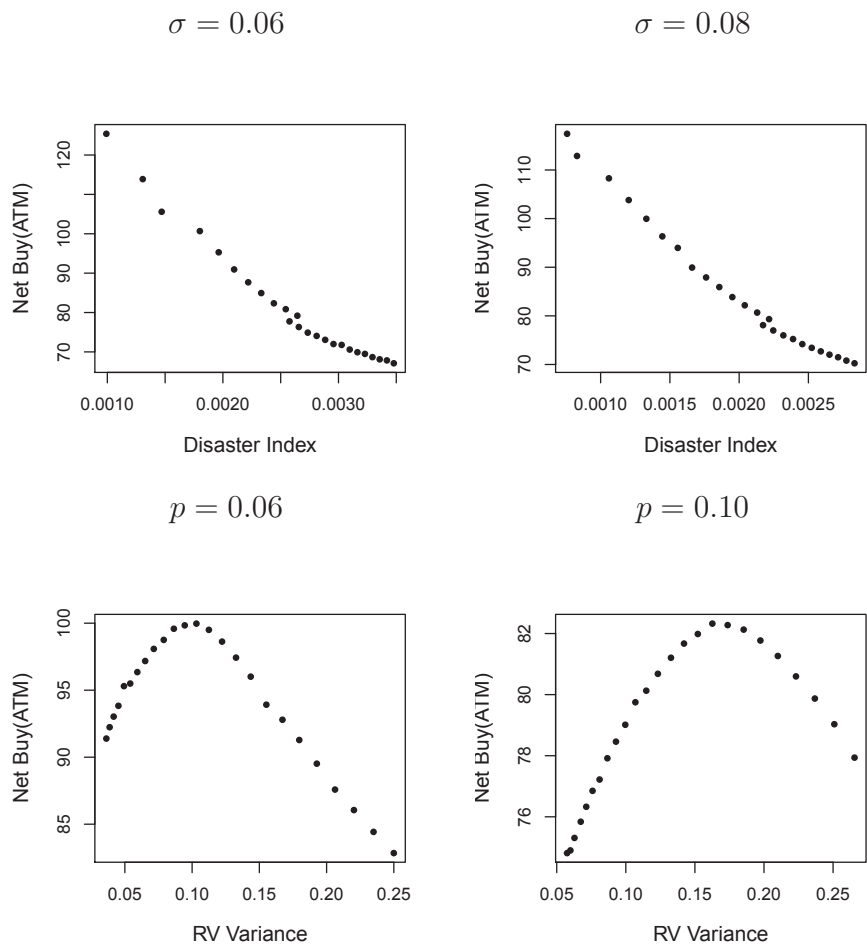 σ = 0.06
σ = 0.08
Net Buy(ATM)
120
100
90
80
70
0.0010 0.0020 0.0030
Disaster Index
Net Buy(ATM)
110
100
90
80
70
0.0010 0.0015 0.0020 0.0025
Disaster Index
p = 0.06
p = 0.10
Net Buy(ATM)
100
95
90
85
0.05 0.10 0.15 0.20 0.25
RV Variance
Net Buy(ATM)
82
80
78
76
0.05 0.10 0.15 0.20 0.25
RV Variance